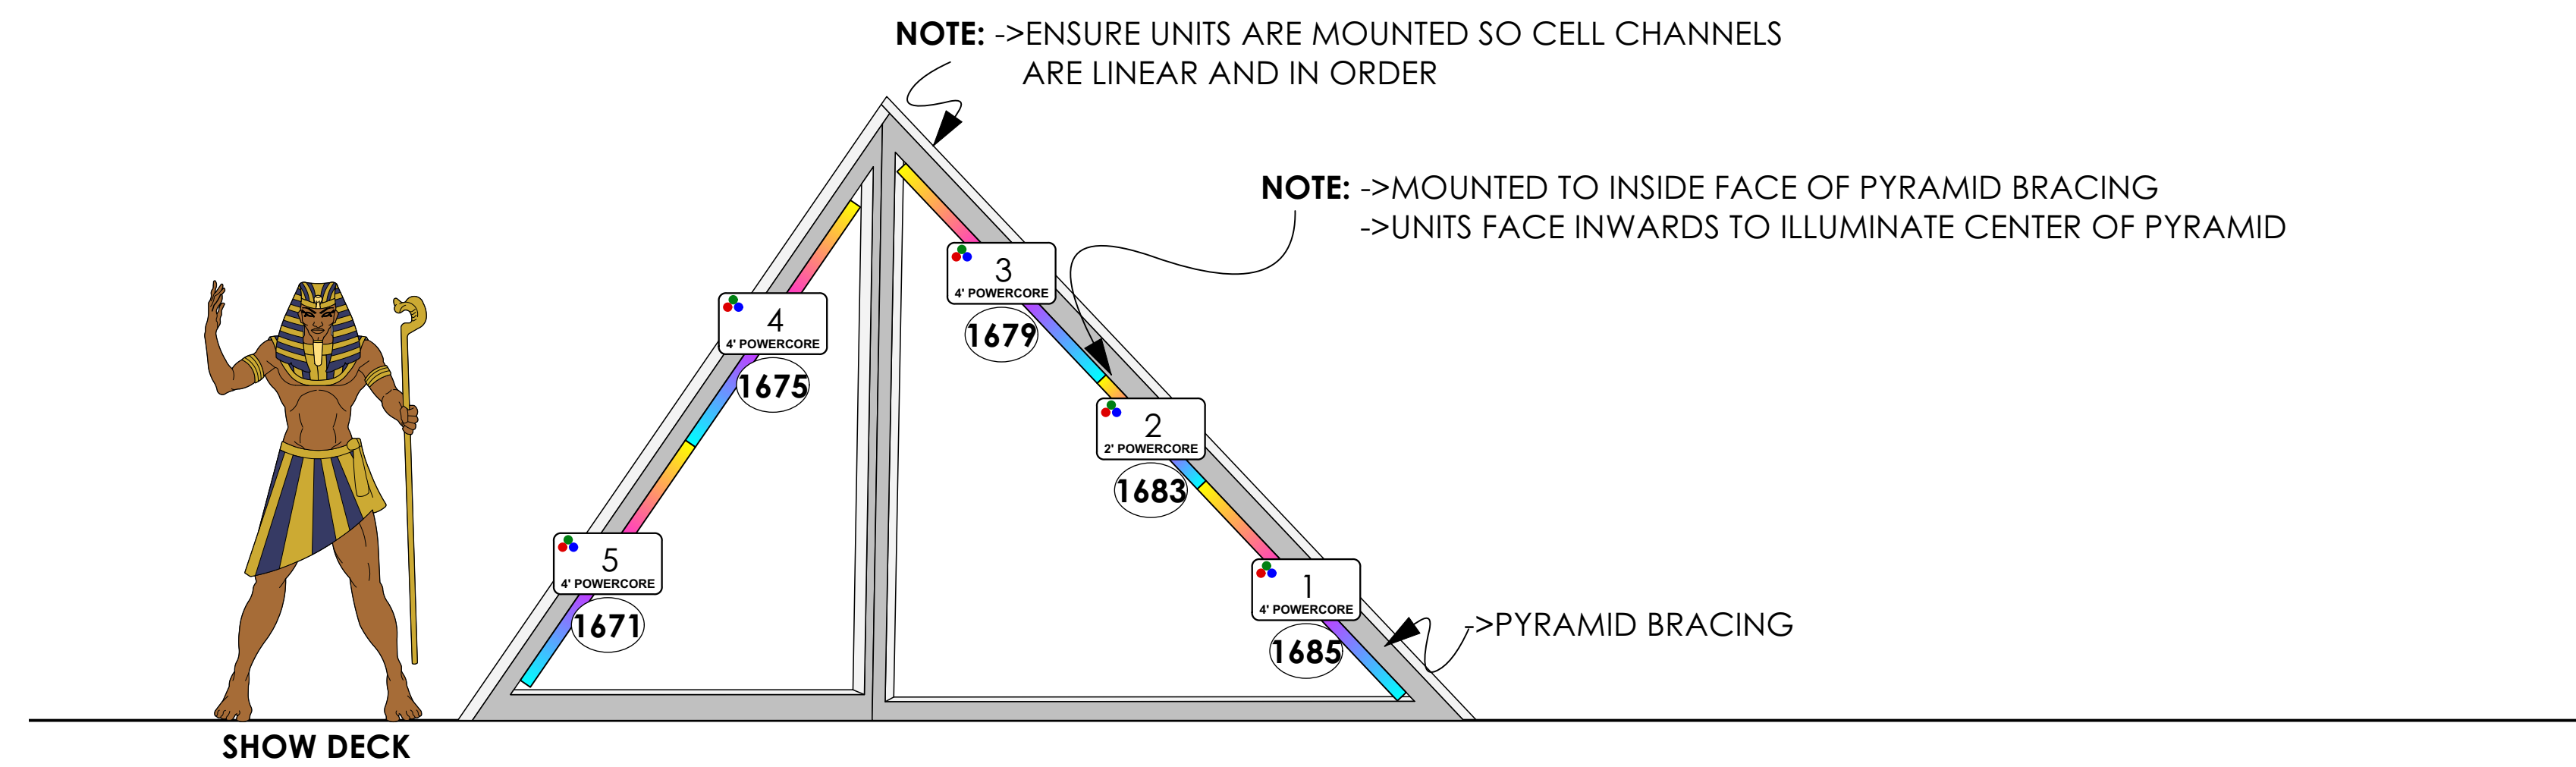 NOTE: ->ENSURE UNITS ARE MOUNTED SO CELL CHANNELS
ARE LINEAR AND IN ORDER
NOTE: ->MOUNTED TO INSIDE FACE OF PYRAMID BRACING
->UNITS FACE INWARDS TO ILLUMINATE CENTER OF PYRAMID
3
4' POWERCORE
1679
4
4' POWERCORE
1675
2
2' POWERCORE
1683
5
4' POWERCORE
1671
1
4' POWERCORE
1685
->PYRAMID BRACING
SHOW DECK